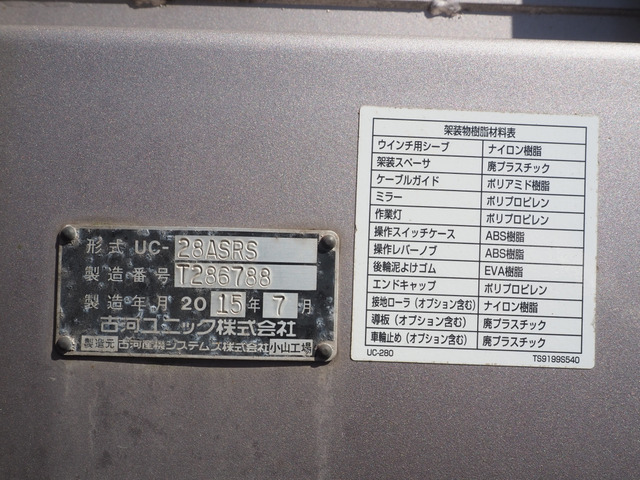 形式 UC-28ASRS
製造番号 T286788
製造年月 2015年7月
古河ユニック株式会社
製造元 古河産機システムズ株式会社 小山工場
架装物樹脂材料表
ウインチ用シーブ ナイロン樹脂
架装スペーサ 廃プラスチック
ケーブルガイド ポリアミド樹脂
ミラー ポリプロピレン
作業灯 ポリプロピレン
操作スイッチケース ABS樹脂
操作レバーノブ ABS樹脂
後輪泥よけゴム EVA樹脂
エンドキャップ ポリプロピレン
接地ローラ(オプション含む) ナイロン樹脂
導板(オプション含む) 廃プラスチック
車輪止め(オプション含む) 廃プラスチック
UC-280 TS9199S540